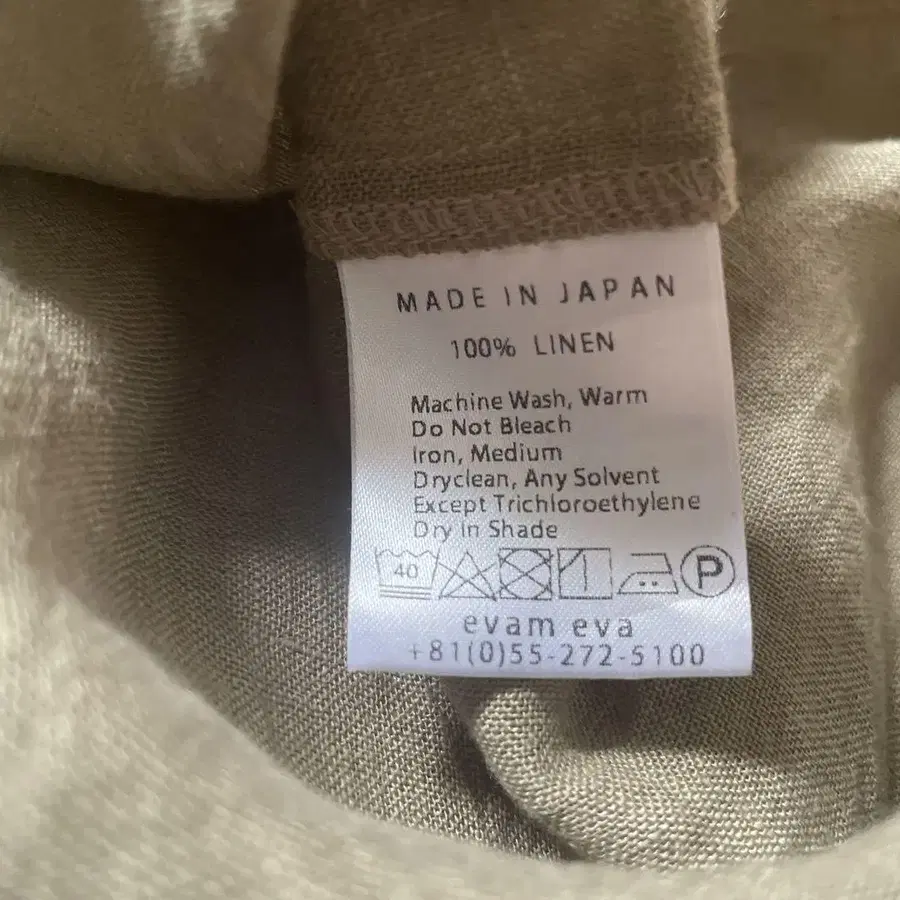 MADE IN JAPAN
100% LINEN
Machine Wash, Warm
Do Not Bleach
Iron, Medium
Dryclean, Any Solvent
Except Trichloroethylene
Dry in Shade
40 P
evam eva
+81(0)55-272-5100